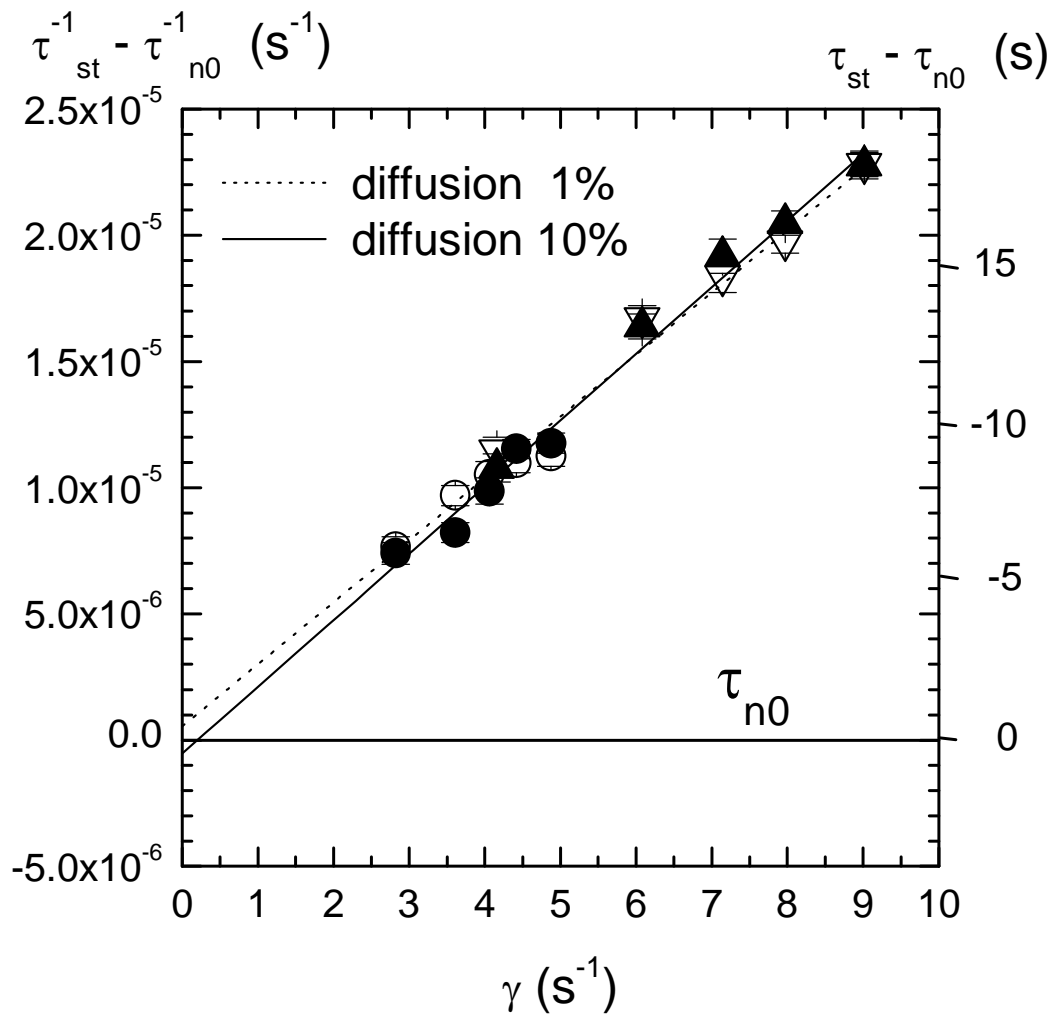 τ⁻¹st - τ⁻¹n0 (s⁻¹)
τst - τn0 (s)
2.5x10⁻⁵
diffusion 1%
2.0x10⁻⁵
diffusion 10%
15
1.5x10⁻⁵
-10
1.0x10⁻⁵
-5
5.0x10⁻⁶
τn0
0.0
0
-5.0x10⁻⁶
0 1 2 3 4 5 6 7 8 9 10
γ (s⁻¹)